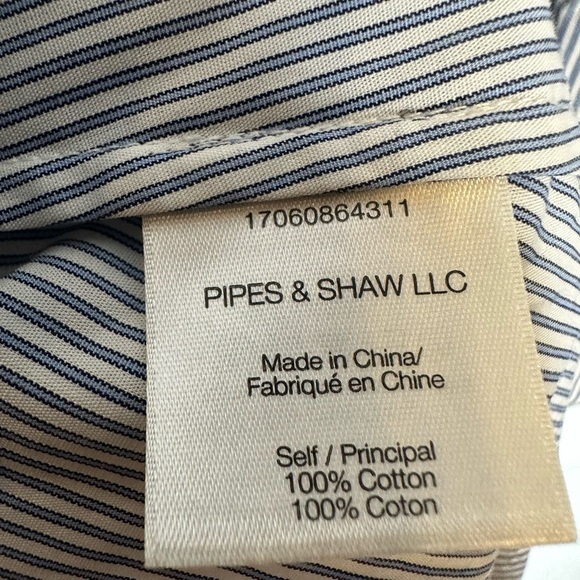 17060864311
PIPES & SHAW LLC
Made in China/
Fabriqué en Chine
Self / Principal
100% Cotton
100% Coton